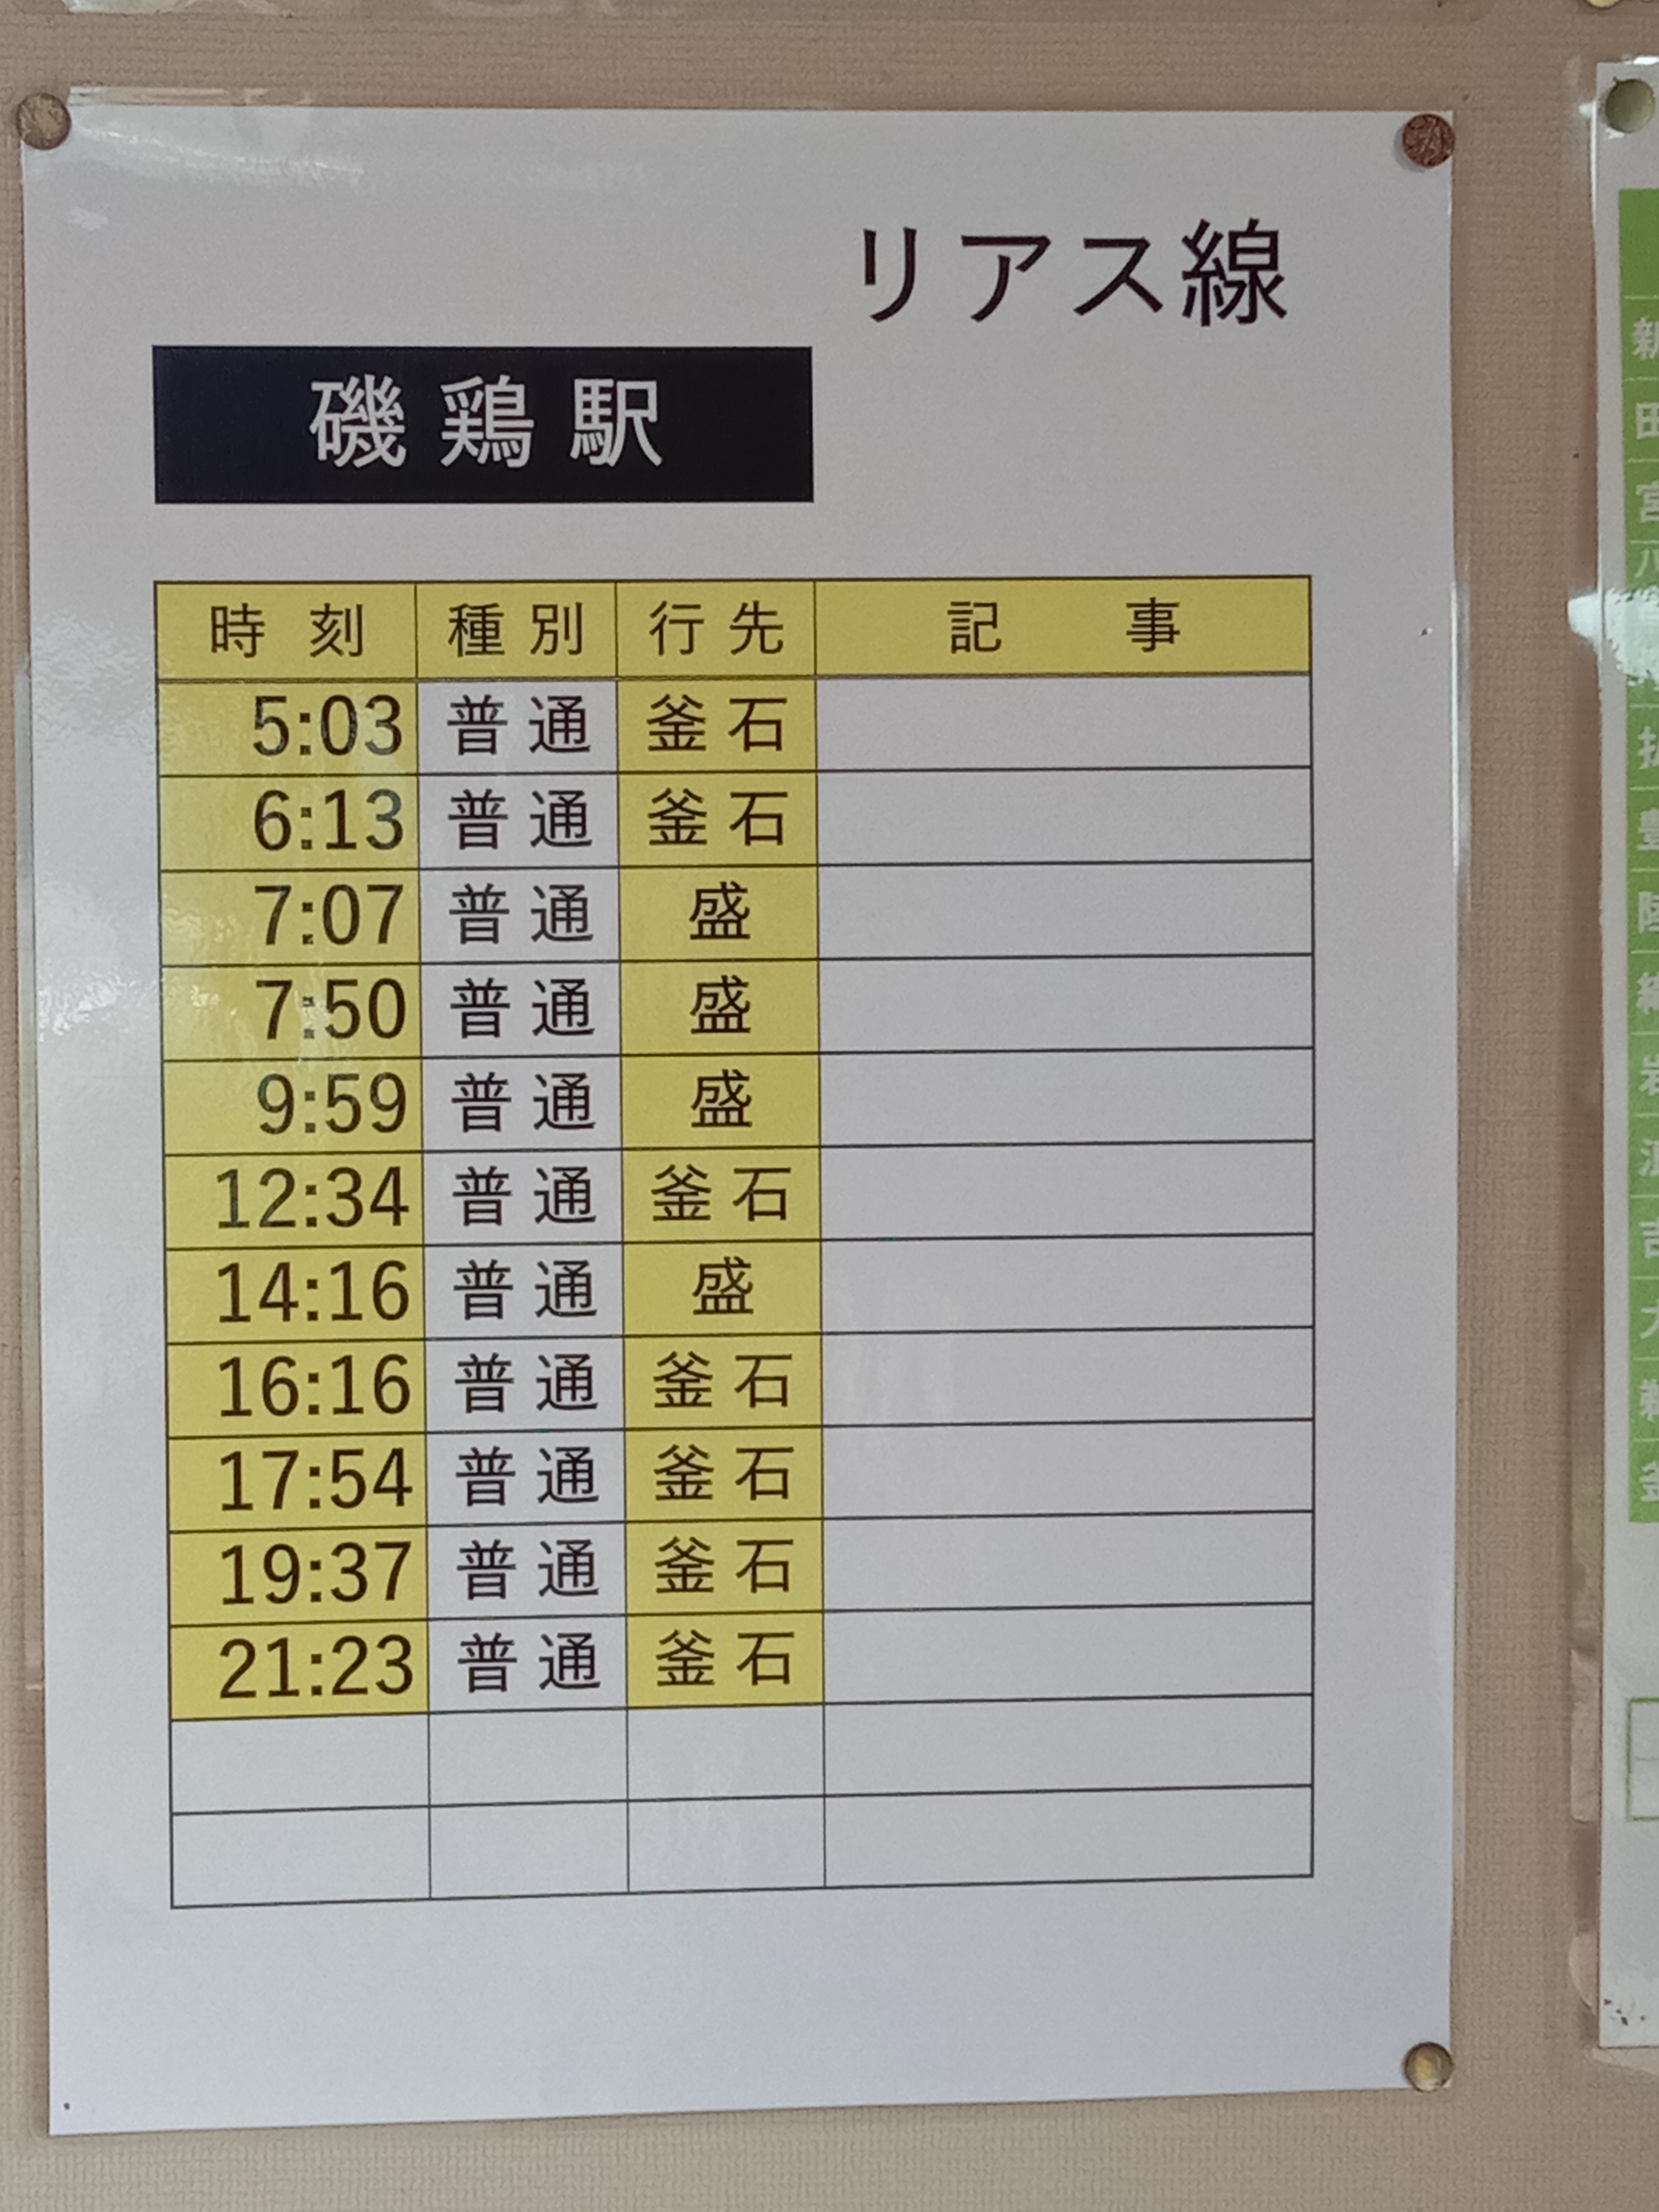 リアス線
磯鶏駅
時刻 種別 行先 記事
5:03 普通 釜石
6:13 普通 釜石
7:07 普通 盛
7:50 普通 盛
9:59 普通 盛
12:34 普通 釜石
14:16 普通 盛
16:16 普通 釜石
17:54 普通 釜石
19:37 普通 釜石
21:23 普通 釜石
田